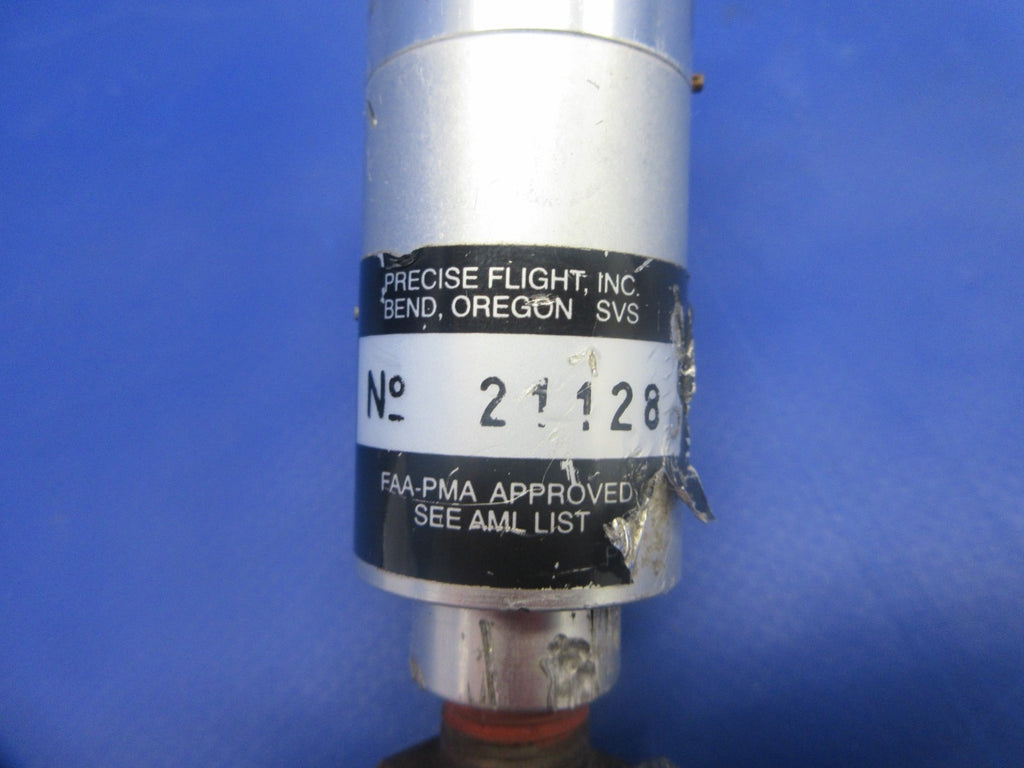 PRECISE FLIGHT, INC.
BEND, OREGON SVS
Nº 21128
FAA-PMA APPROVED
SEE AML LIST